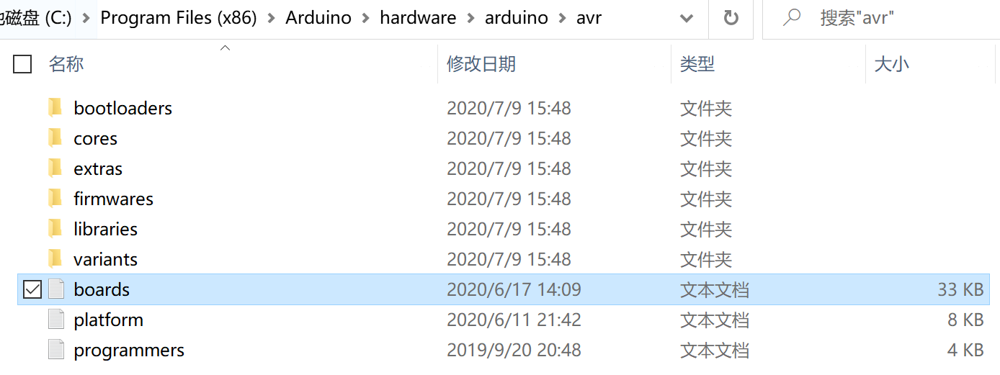 磁盘 (C:) > Program Files (x86) > Arduino > hardware > arduino > avr 搜索"avr"
名称 修改日期 类型 大小
bootloaders 2020/7/9 15:48 文件夹
cores 2020/7/9 15:48 文件夹
extras 2020/7/9 15:48 文件夹
firmwares 2020/7/9 15:48 文件夹
libraries 2020/7/9 15:48 文件夹
variants 2020/7/9 15:48 文件夹
boards 2020/6/17 14:09 文本文档 33 KB
platform 2020/6/11 21:42 文本文档 8 KB
programmers 2019/9/20 20:48 文本文档 4 KB